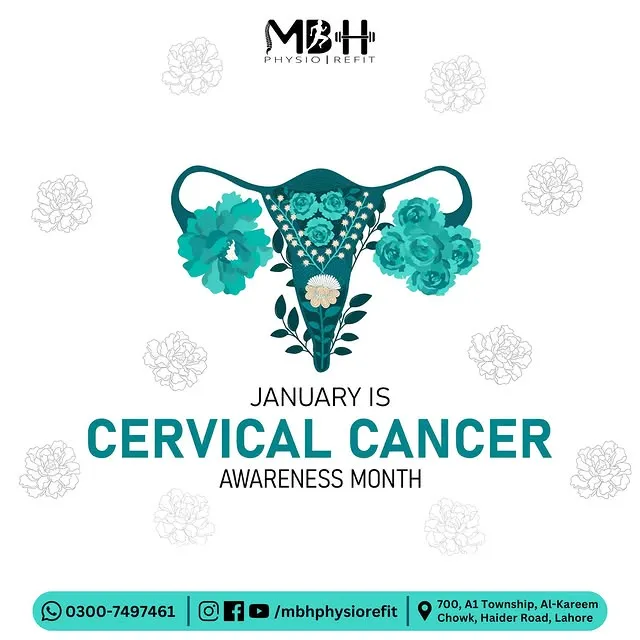 MBH
PHYSIO | REFIT
JANUARY IS
CERVICAL CANCER
AWARENESS MONTH
0300-7497461 | /mbhphysiorefit | 700, A1 Township, Al-Kareem
Chowk, Haider Road, Lahore